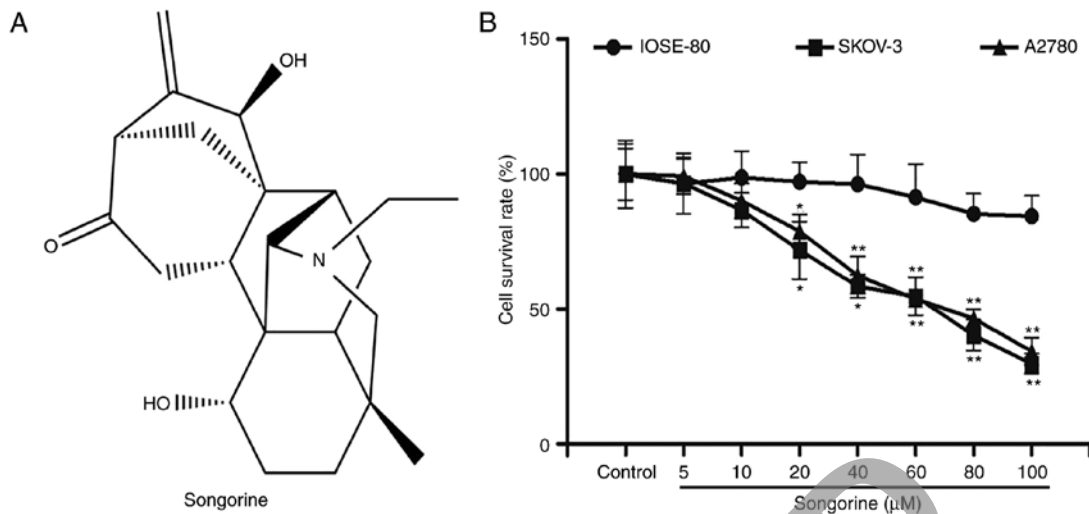 A
OH
O
N
HO
Songorine
B
IOSE-80 SKOV-3 A2780
150
100
50
0
Cell survival rate (%)
* ** ** ** **
* * ** ** **
Control 5 10 20 40 60 80 100
Songorine (μM)